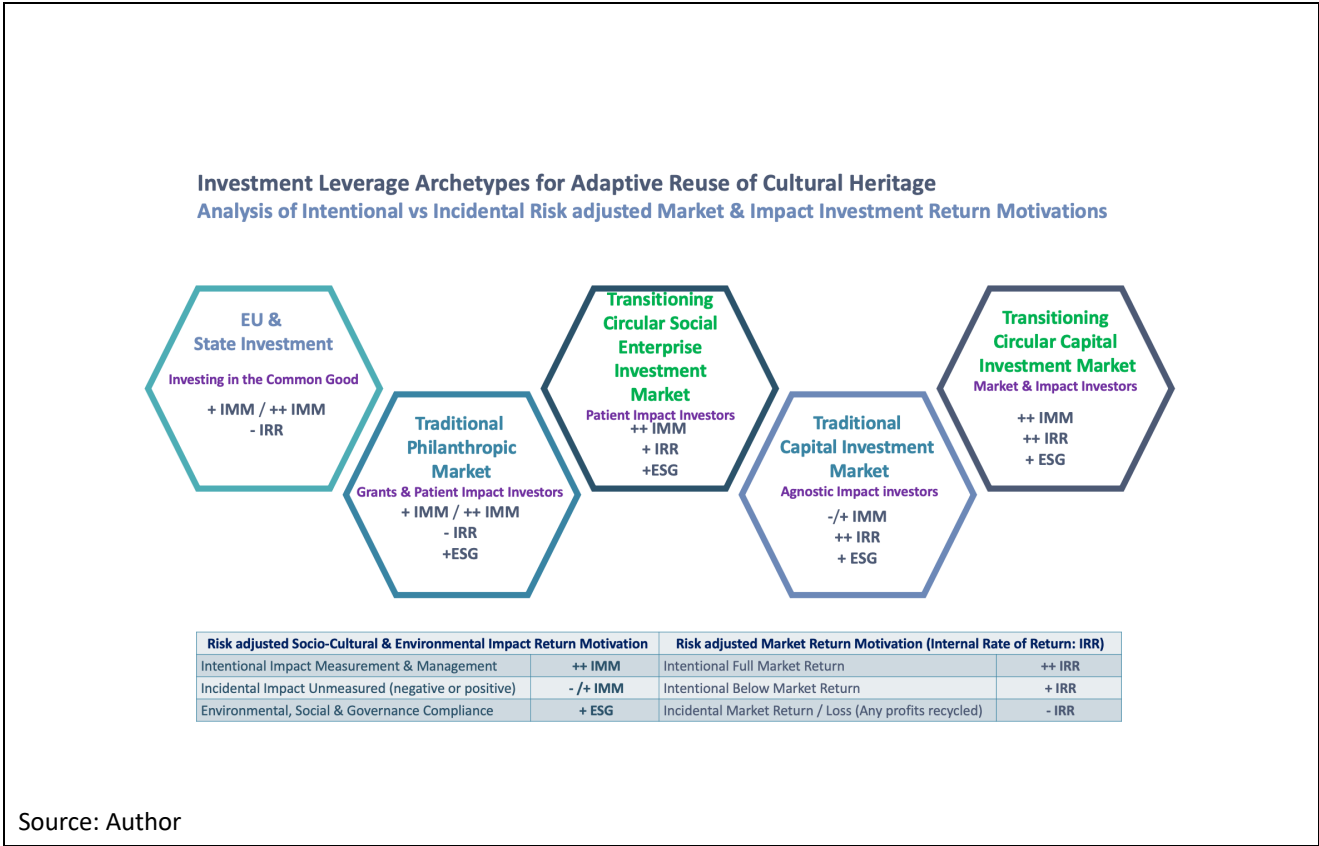 Investment Leverage Archetypes for Adaptive Reuse of Cultural Heritage
Analysis of Intentional vs Incidental Risk adjusted Market & Impact Investment Return Motivations
EU &
State Investment
Investing in the Common Good
+ IMM / ++ IMM
- IRR
Traditional
Philanthropic
Market
Grants & Patient Impact Investors
+ IMM / ++ IMM
- IRR
+ESG
Transitioning
Circular Social
Enterprise
Investment
Market
Patient Impact Investors
++ IMM
+ IRR
+ESG
Traditional
Capital Investment
Market
Agnostic Impact investors
-/+ IMM
++ IRR
+ ESG
Transitioning
Circular Capital
Investment Market
Market & Impact Investors
++ IMM
++ IRR
+ ESG
Risk adjusted Socio-Cultural & Environmental Impact Return Motivation Risk adjusted Market Return Motivation (Internal Rate of Return: IRR)
Intentional Impact Measurement & Management ++ IMM Intentional Full Market Return ++ IRR
Incidental Impact Unmeasured (negative or positive) - /+ IMM Intentional Below Market Return + IRR
Environmental, Social & Governance Compliance + ESG Incidental Market Return / Loss (Any profits recycled) - IRR
Source: Author